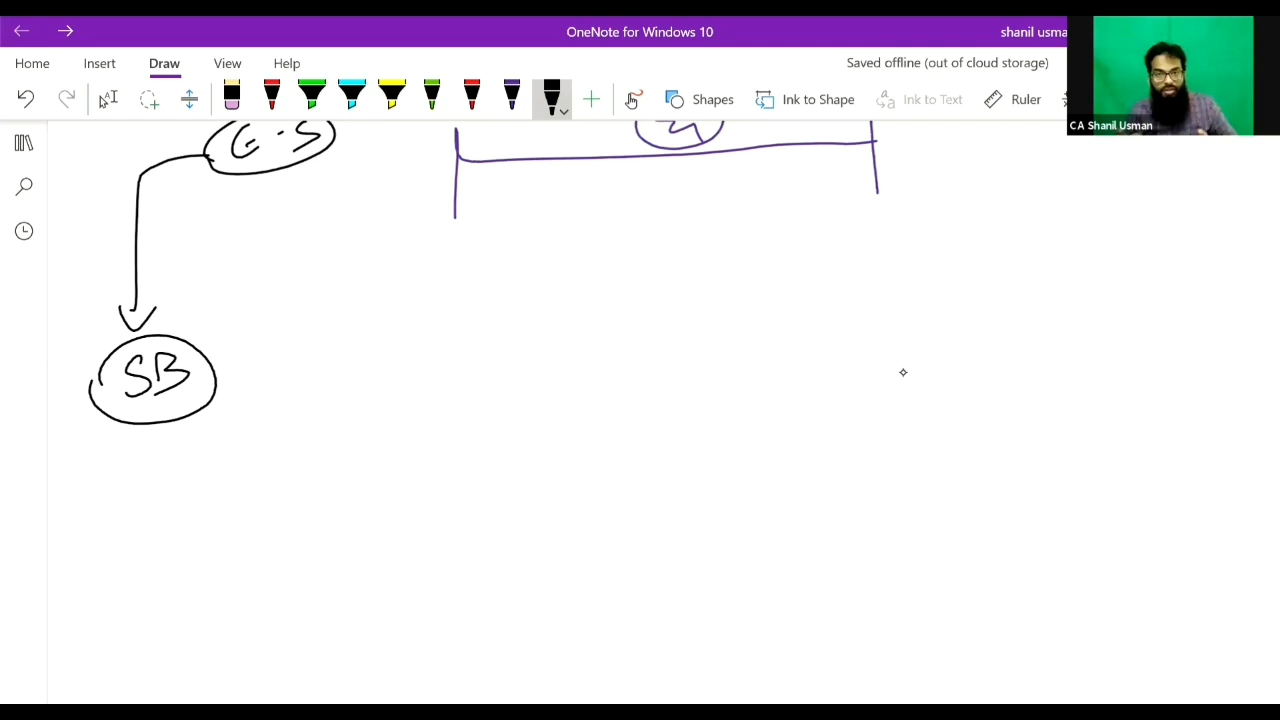 OneNote for Windows 10
shanil usma
Home Insert Draw View Help
Saved offline (out of cloud storage)
Shapes Ink to Shape Ink to Text Ruler
CA Shanil Usman
SB